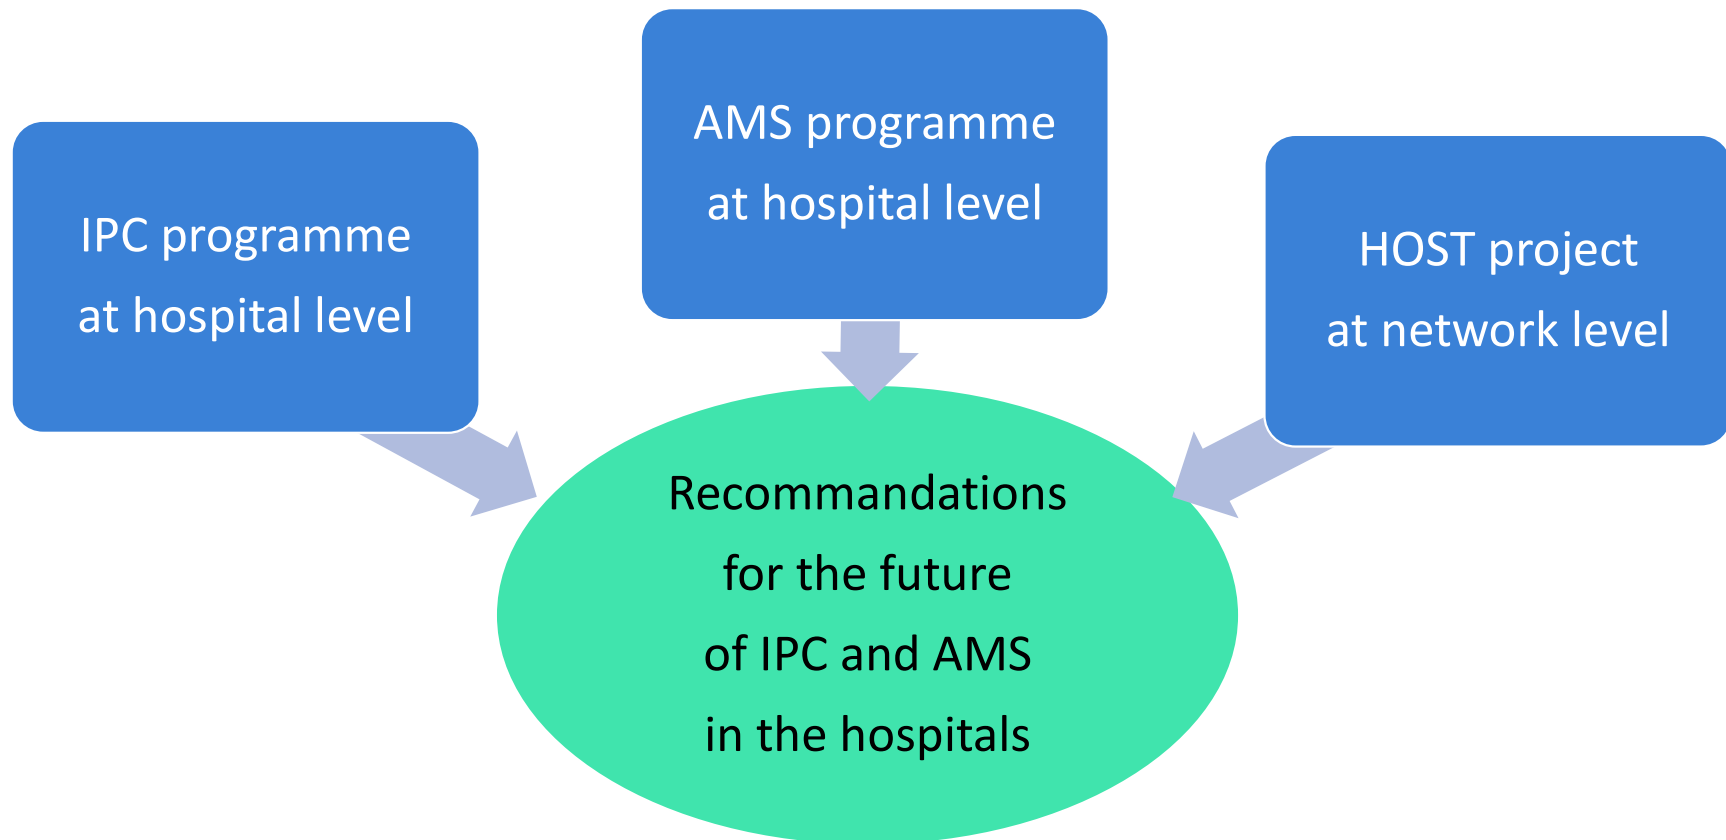 IPC programme
at hospital level
AMS programme
at hospital level
HOST project
at network level
Recommandations
for the future
of IPC and AMS
in the hospitals